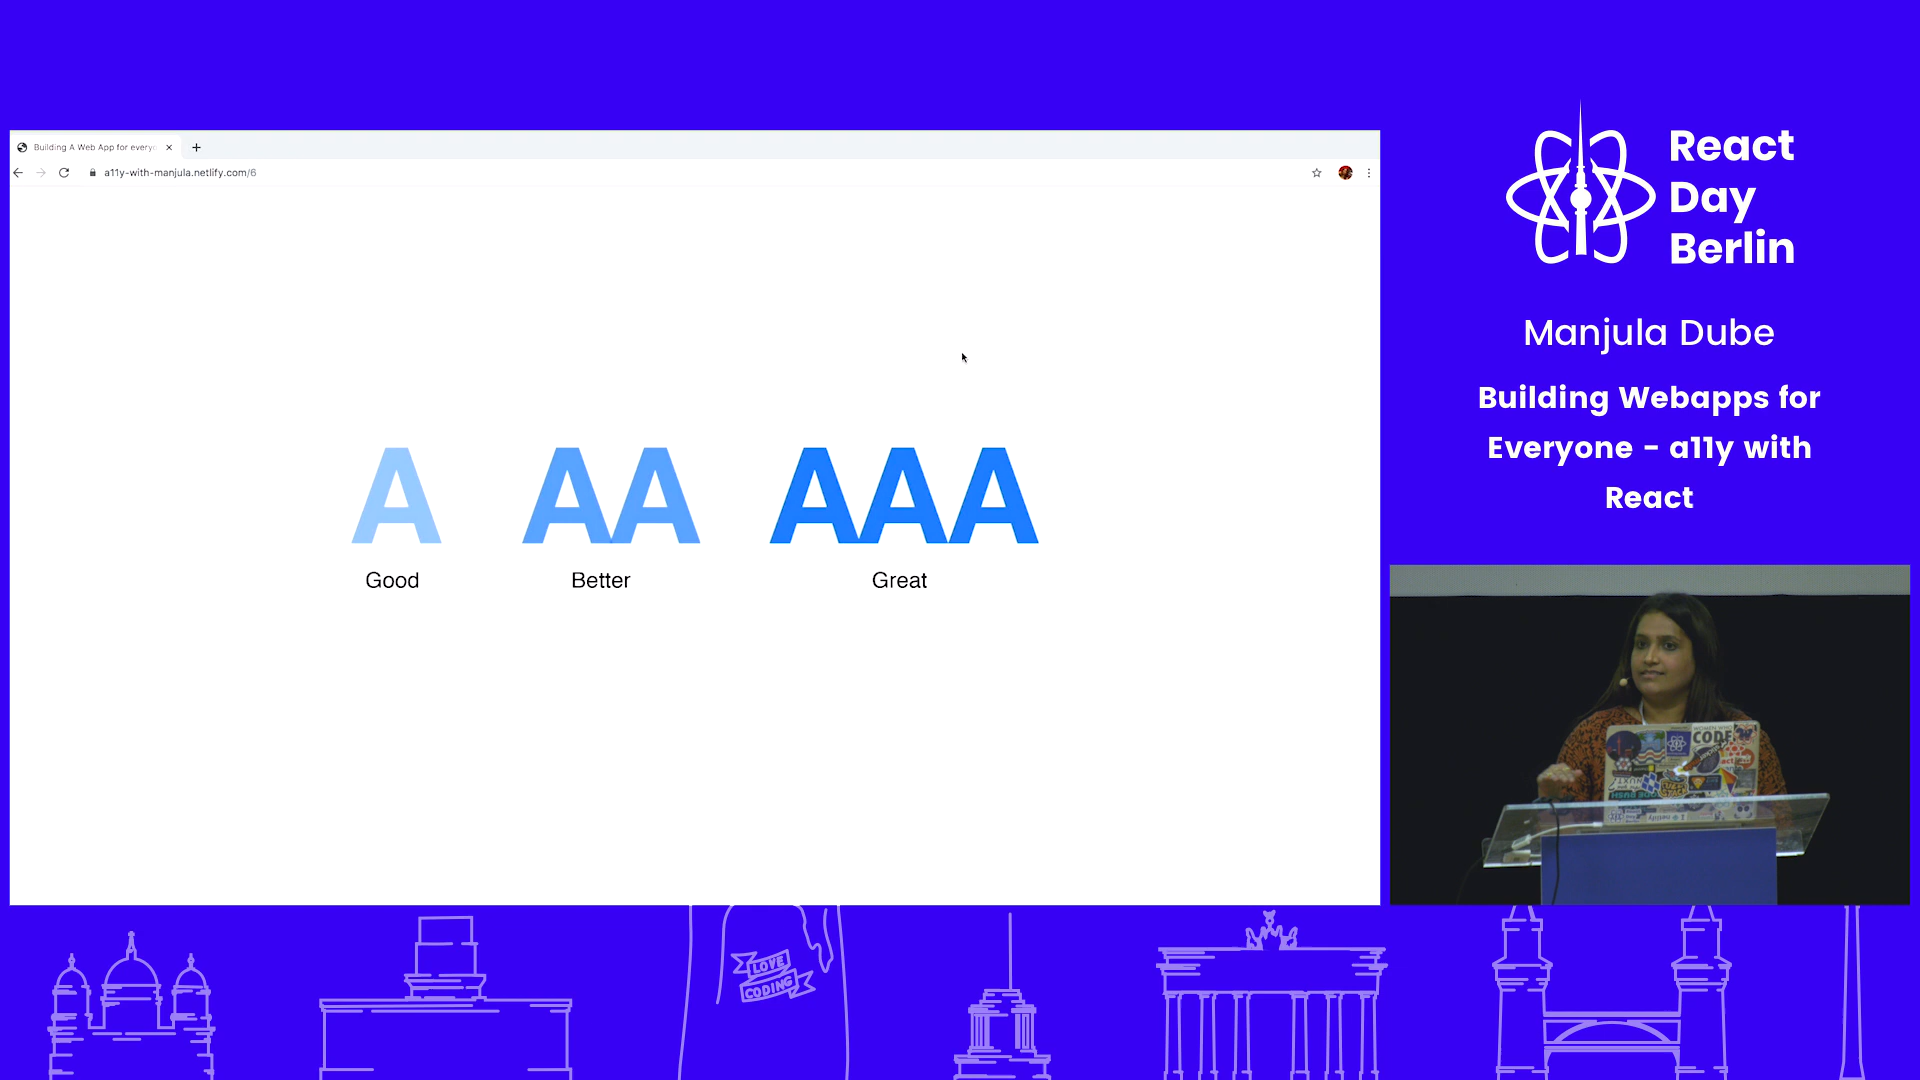 Building A Web App for every
a11y-with-manjula.netlify.com/6
A AA AAA
Good Better Great
React
Day
Berlin
Manjula Dube
Building Webapps for
Everyone - a11y with
React
CODE
netlify
LOVE
CODING